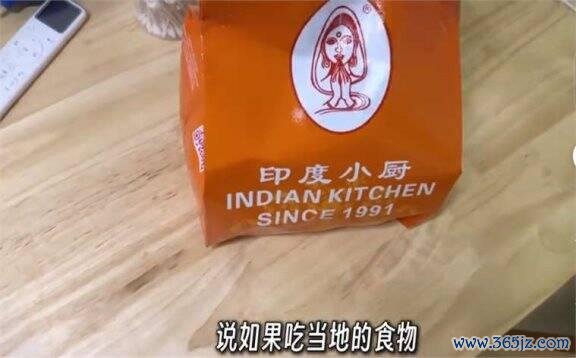 ®
印度小厨
INDIAN KITCHEN
SINCE 1991
说如果吃当地的食物
www.365jz.com